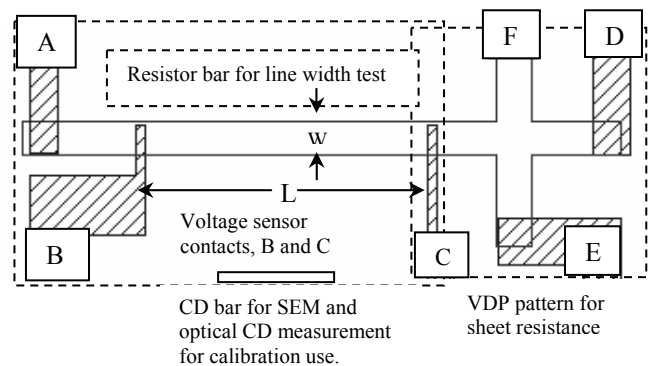 A
F
D
Resistor bar for line width test
w
L
B
Voltage sensor
contacts, B and C
C
E
CD bar for SEM and
optical CD measurement
for calibration use.
VDP pattern for
sheet resistance